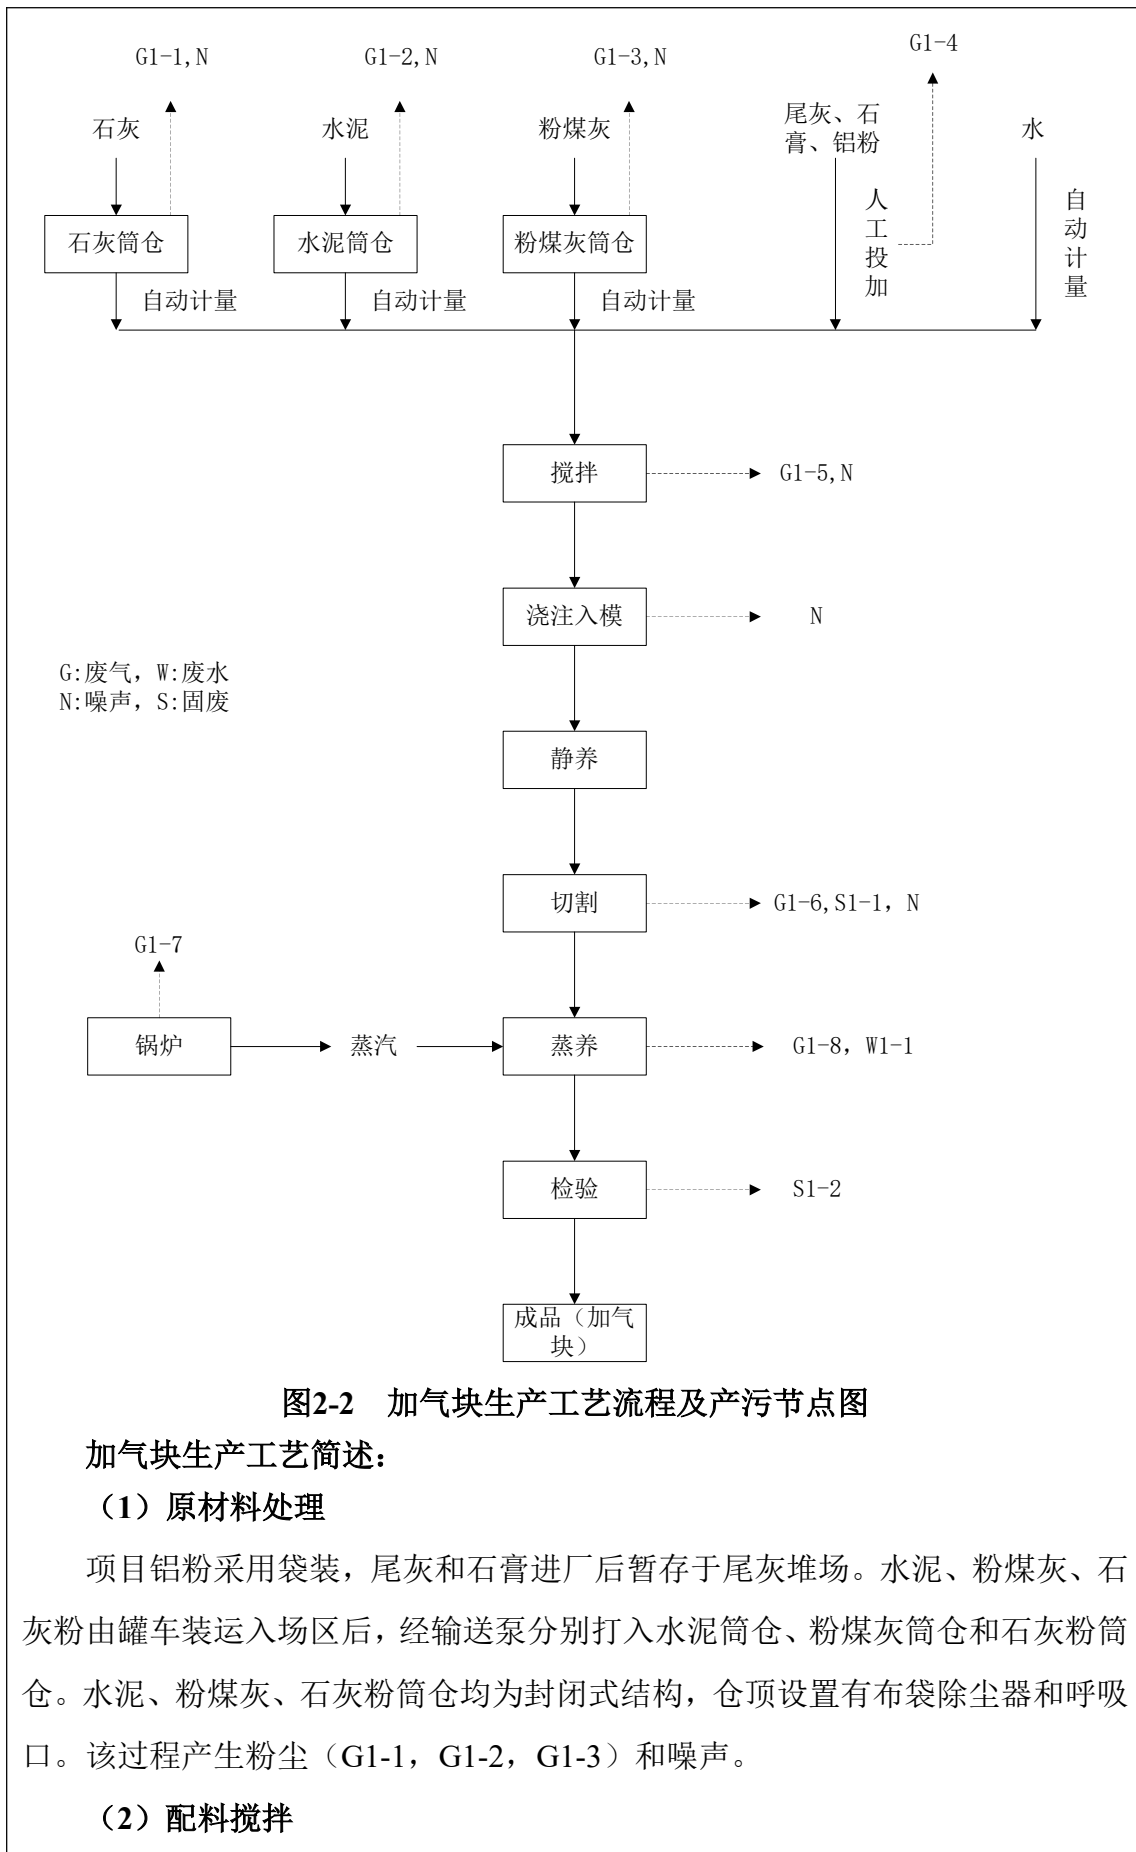 G1-1,N
G1-2,N
G1-3,N
G1-4
石灰
水泥
粉煤灰
尾灰、石
膏、铝粉
水
人工投加
自动计量
石灰筒仓
水泥筒仓
粉煤灰筒仓
自动计量
自动计量
自动计量
搅拌
G1-5,N
浇注入模
N
G:废气，W:废水
N:噪声，S:固废
静养
切割
G1-6,S1-1，N
G1-7
锅炉
蒸汽
蒸养
G1-8，W1-1
检验
S1-2
成品（加气
块）
图2-2 加气块生产工艺流程及产污节点图
加气块生产工艺简述：
（1）原材料处理
项目铝粉采用袋装，尾灰和石膏进厂后暂存于尾灰堆场。水泥、粉煤灰、石
灰粉由罐车装运入场区后，经输送泵分别打入水泥筒仓、粉煤灰筒仓和石灰粉筒
仓。水泥、粉煤灰、石灰粉筒仓均为封闭式结构，仓顶设置有布袋除尘器和呼吸
口。该过程产生粉尘（G1-1，G1-2，G1-3）和噪声。
（2）配料搅拌